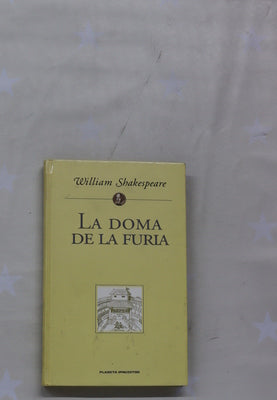 William Shakespeare
LA DOMA
DE LA FURIA
PLANETA DEAGOSTINI